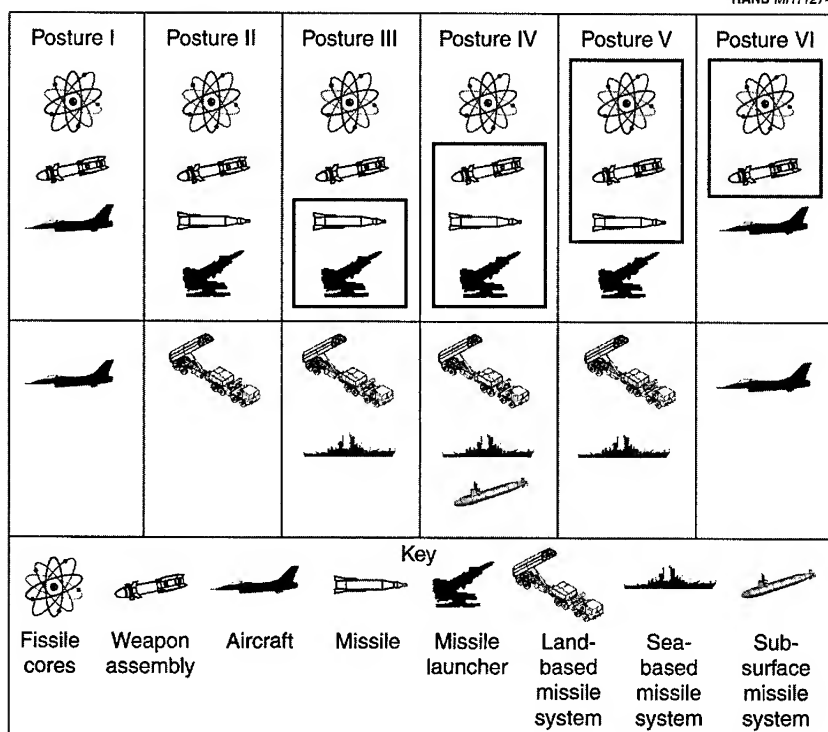 Posture I Posture II Posture III Posture IV Posture V Posture VI
Key
Fissile cores
Weapon assembly
Aircraft
Missile
Missile launcher
Land-based missile system
Sea-based missile system
Sub-surface missile system